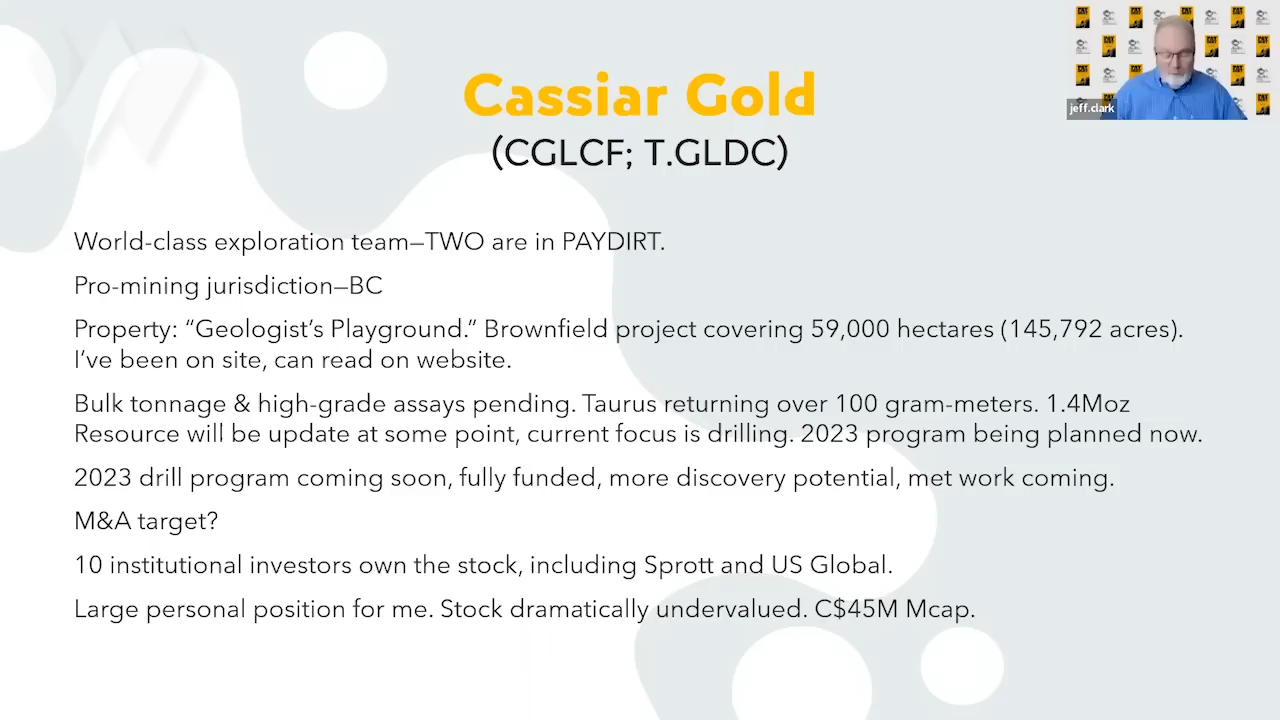 Cassiar Gold
(CGLCF; T.GLDC)
jeff.clark
World-class exploration team—TWO are in PAYDIRT.
Pro-mining jurisdiction—BC
Property: “Geologist’s Playground.” Brownfield project covering 59,000 hectares (145,792 acres).
I’ve been on site, can read on website.
Bulk tonnage & high-grade assays pending. Taurus returning over 100 gram-meters. 1.4Moz
Resource will be update at some point, current focus is drilling. 2023 program being planned now.
2023 drill program coming soon, fully funded, more discovery potential, met work coming.
M&A target?
10 institutional investors own the stock, including Sprott and US Global.
Large personal position for me. Stock dramatically undervalued. C$45M Mcap.